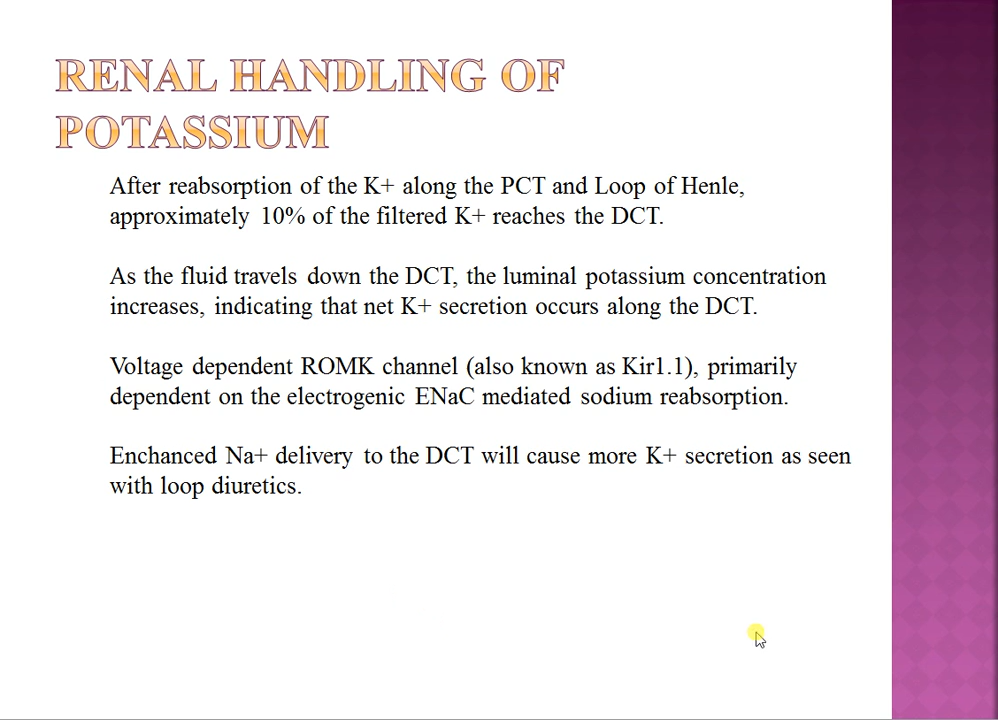 RENAL HANDLING OF
POTASSIUM
After reabsorption of the K+ along the PCT and Loop of Henle,
approximately 10% of the filtered K+ reaches the DCT.
As the fluid travels down the DCT, the luminal potassium concentration
increases, indicating that net K+ secretion occurs along the DCT.
Voltage dependent ROMK channel (also known as Kir1.1), primarily
dependent on the electrogenic ENaC mediated sodium reabsorption.
Enchanced Na+ delivery to the DCT will cause more K+ secretion as seen
with loop diuretics.